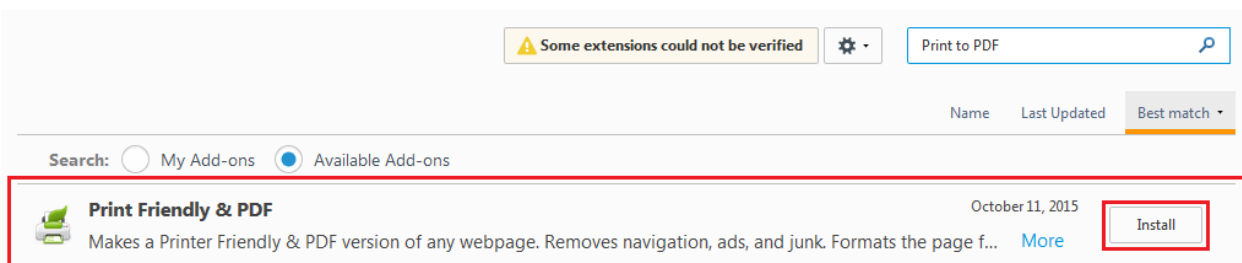 Some extensions could not be verified
Print to PDF
Name Last Updated Best match
Search: My Add-ons Available Add-ons
Print Friendly & PDF October 11, 2015
Install
Makes a Printer Friendly & PDF version of any webpage. Removes navigation, ads, and junk. Formats the page f... More